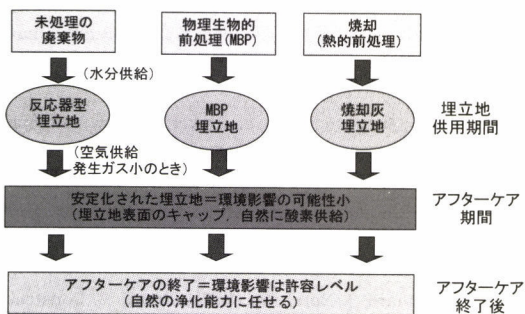 未処理の
廃棄物
物理生物的
前処理(MBP)
焼却
(熱的前処理)
(水分供給)
反応器型
埋立地
MBP
埋立地
焼却灰
埋立地
埋立地
供用期間
(空気供給
発生ガス小のとき)
安定化された埋立地＝環境影響の可能性小
(埋立地表面のキャップ，自然に酸素供給)
アフターケア
期間
アフターケアの終了＝環境影響は許容レベル
(自然の浄化能力に任せる)
アフターケア
終了後